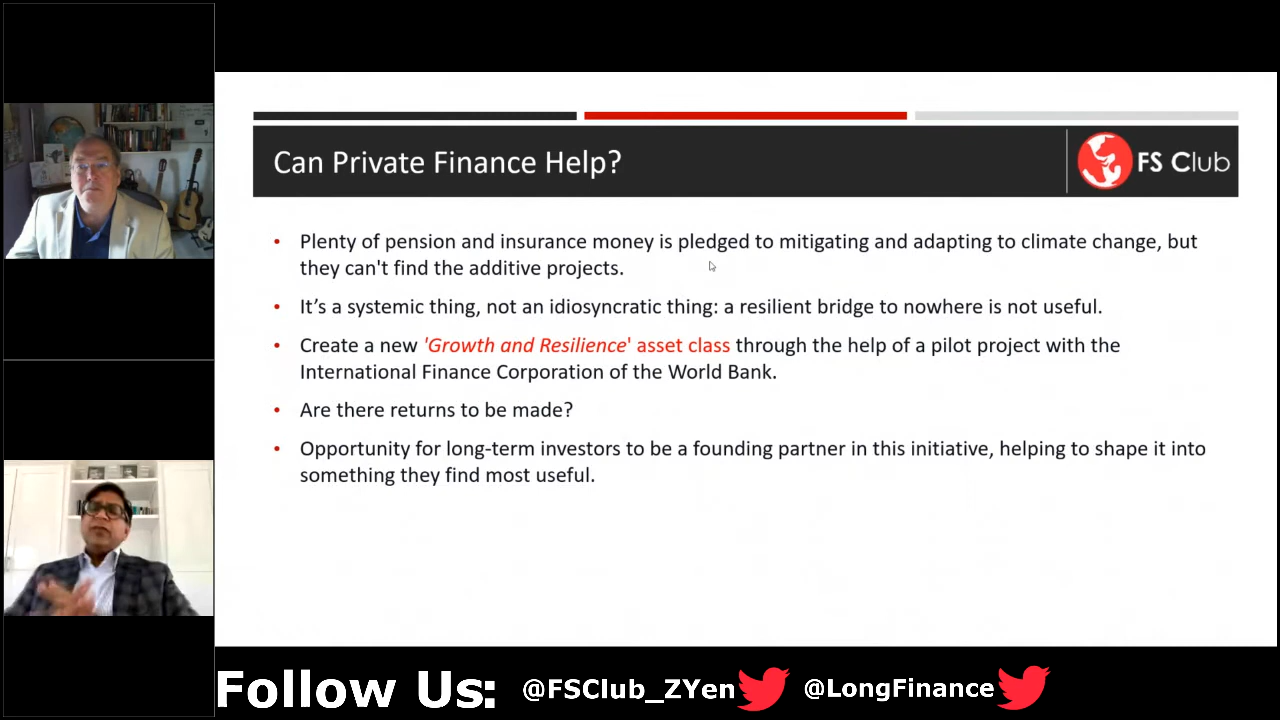 Can Private Finance Help?
FS Club
• Plenty of pension and insurance money is pledged to mitigating and adapting to climate change, but
they can't find the additive projects.
• It’s a systemic thing, not an idiosyncratic thing: a resilient bridge to nowhere is not useful.
• Create a new 'Growth and Resilience' asset class through the help of a pilot project with the
International Finance Corporation of the World Bank.
• Are there returns to be made?
• Opportunity for long-term investors to be a founding partner in this initiative, helping to shape it into
something they find most useful.
Follow Us: @FSClub_ZYen @LongFinance